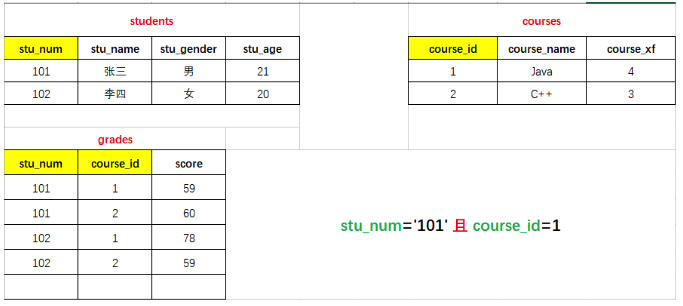 students
stu_num stu_name stu_gender stu_age
101 张三 男 21
102 李四 女 20
courses
course_id course_name course_xf
1 Java 4
2 C++ 3
grades
stu_num course_id score
101 1 59
101 2 60
102 1 78
102 2 59
stu_num='101' 且 course_id=1